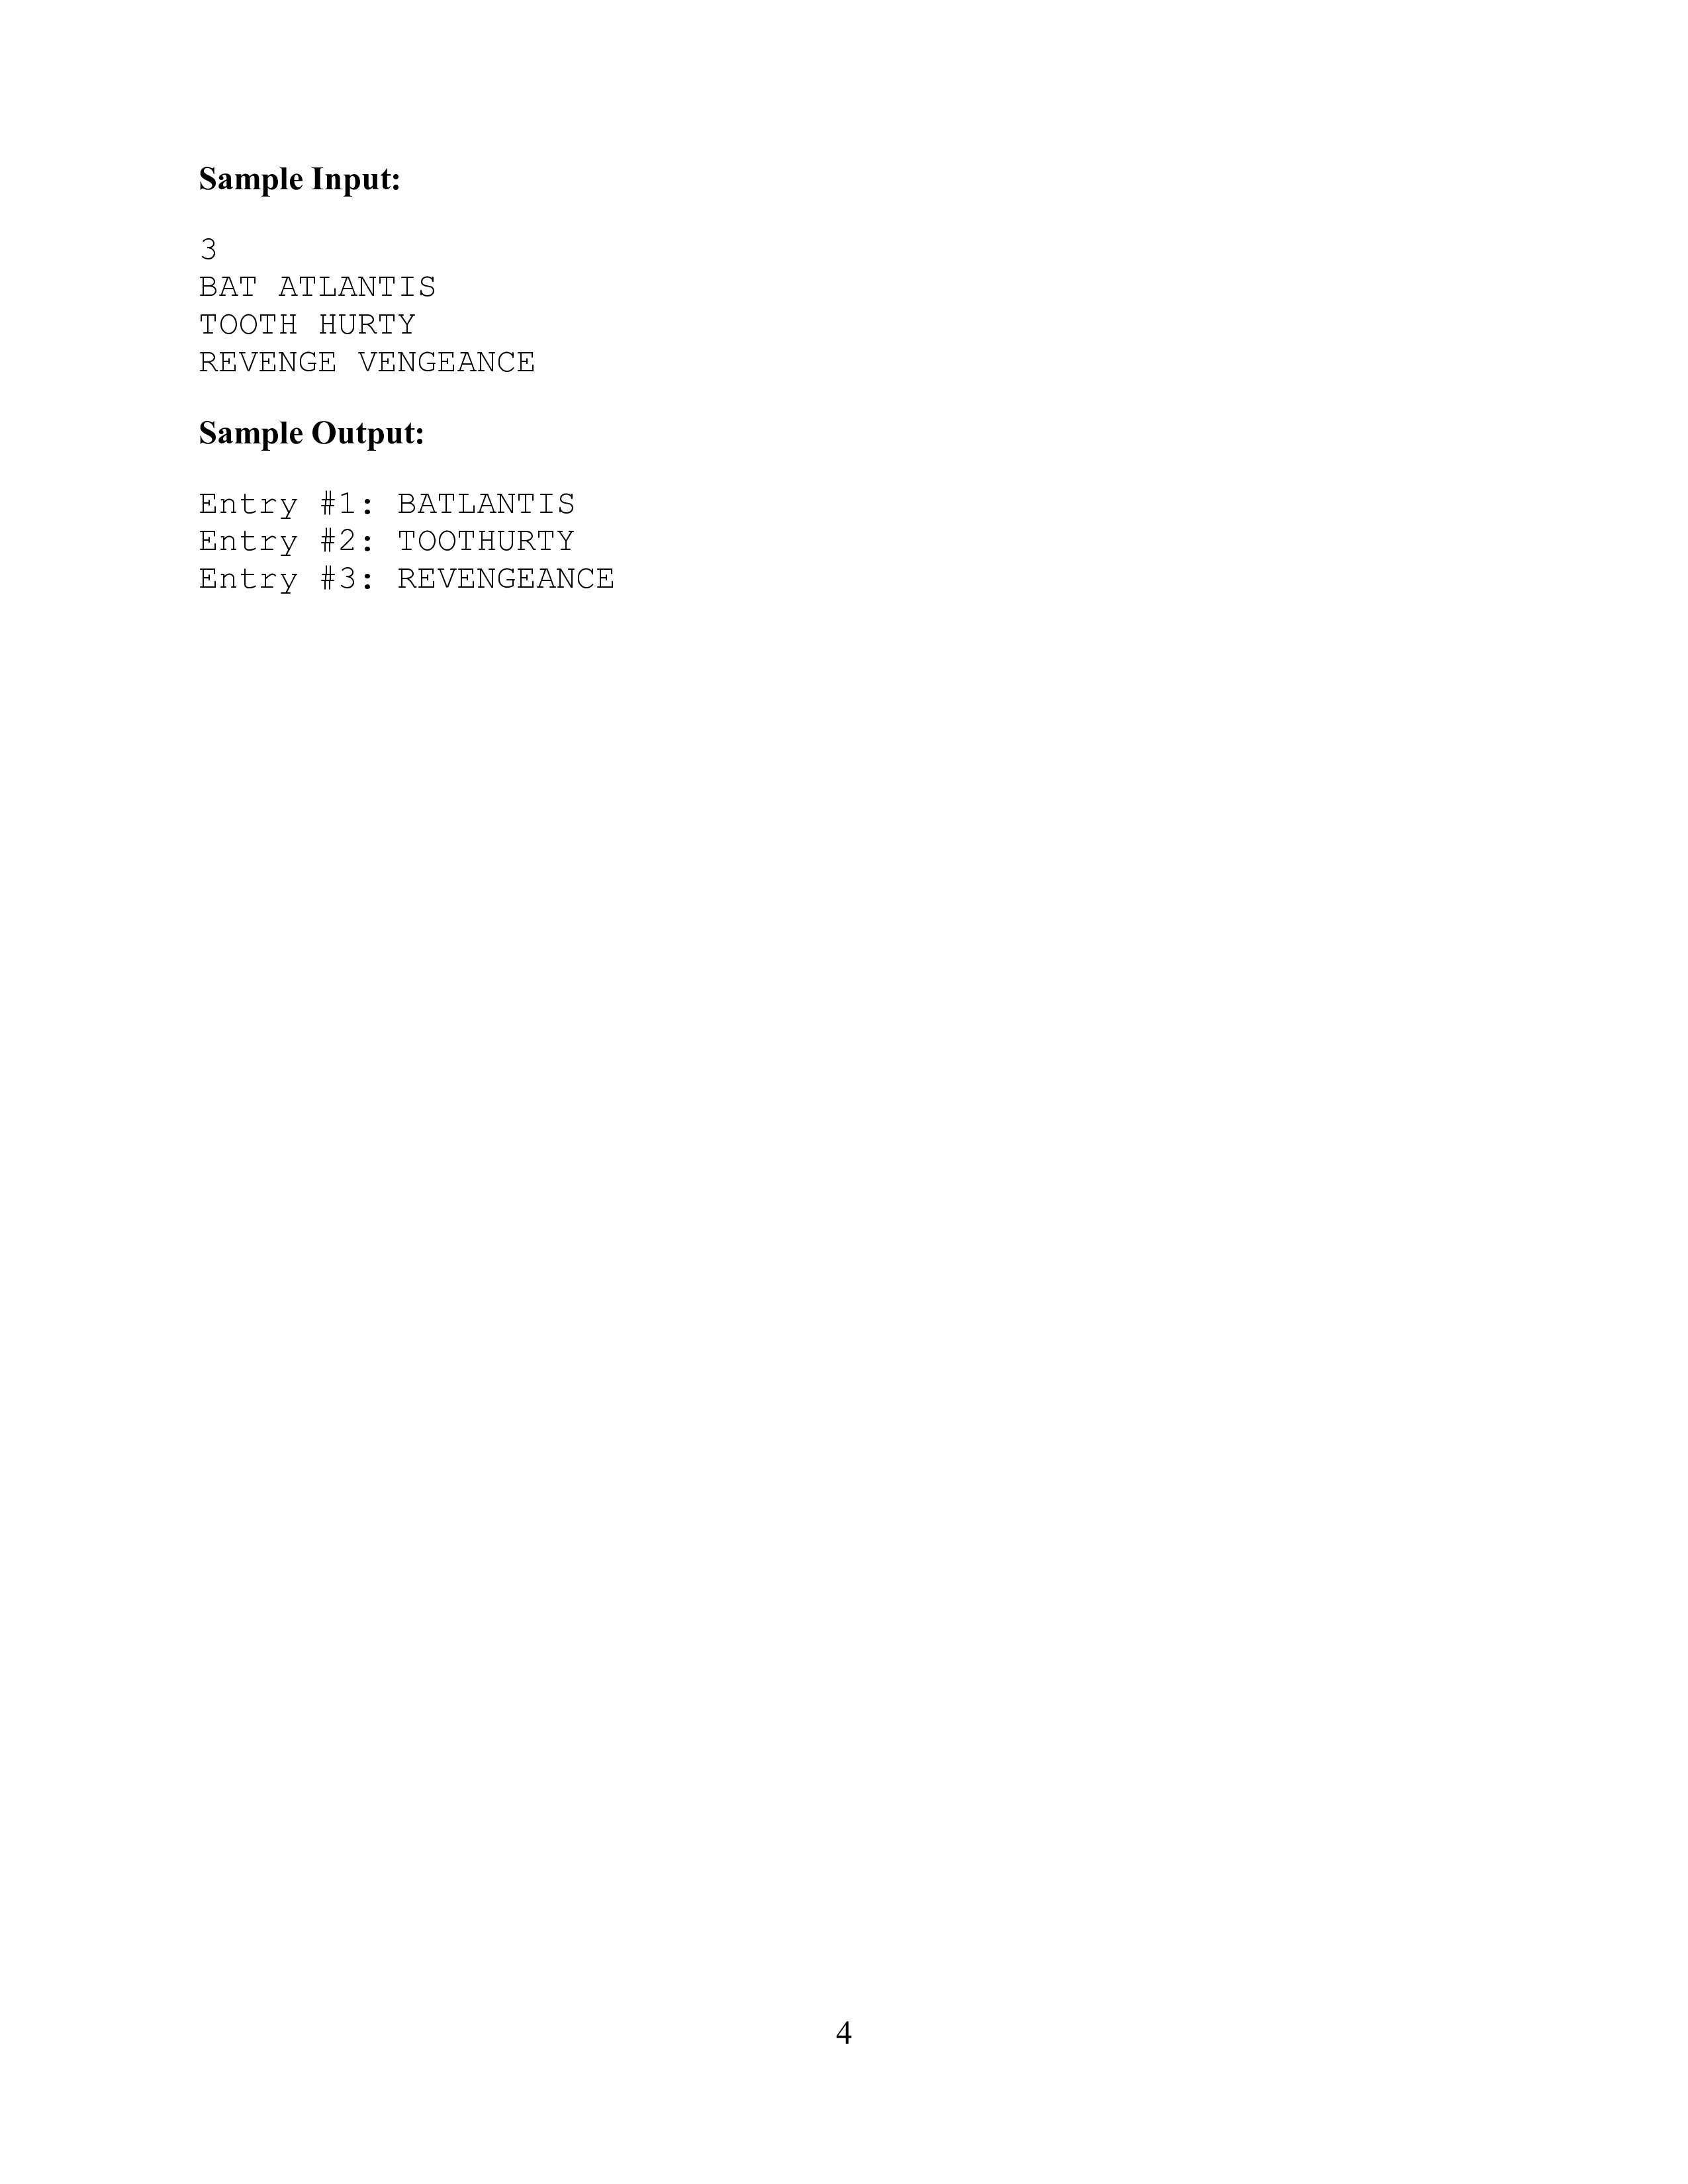 Sample Input:
3
BAT ATLANTIS
TOOTH HURTY
REVENGE VENGEANCE
Sample Output:
Entry #1: BATLANTIS
Entry #2: TOOTHURTY
Entry #3: REVENGEANCE
4